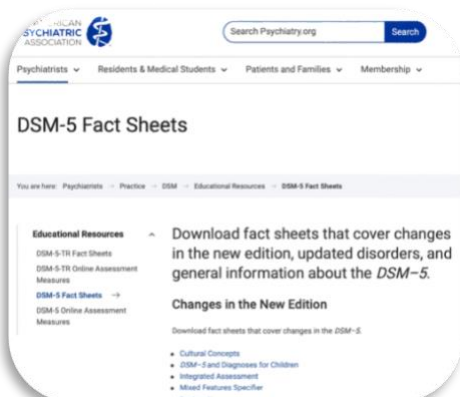 PSYCHIATRIC
ASSOCIATION
Search Psychiatry.org
Search
Psychiatrists
Residents & Medical Students
Patients and Families
Membership
DSM-5 Fact Sheets
You are here: Psychiatrists → Practice → DSM → Educational Resources → DSM-5 Fact Sheets
Educational Resources
DSM-5-TR Fact Sheets
DSM-5-TR Online Assessment
Measures
DSM-5 Fact Sheets →
DSM-5 Online Assessment
Measures
Download fact sheets that cover changes
in the new edition, updated disorders, and
general information about the DSM–5.
Changes in the New Edition
Download fact sheets that cover changes in the DSM–5.
Cultural Concepts
DSM–5 and Diagnoses for Children
Integrated Assessment
Mixed Features Specifier